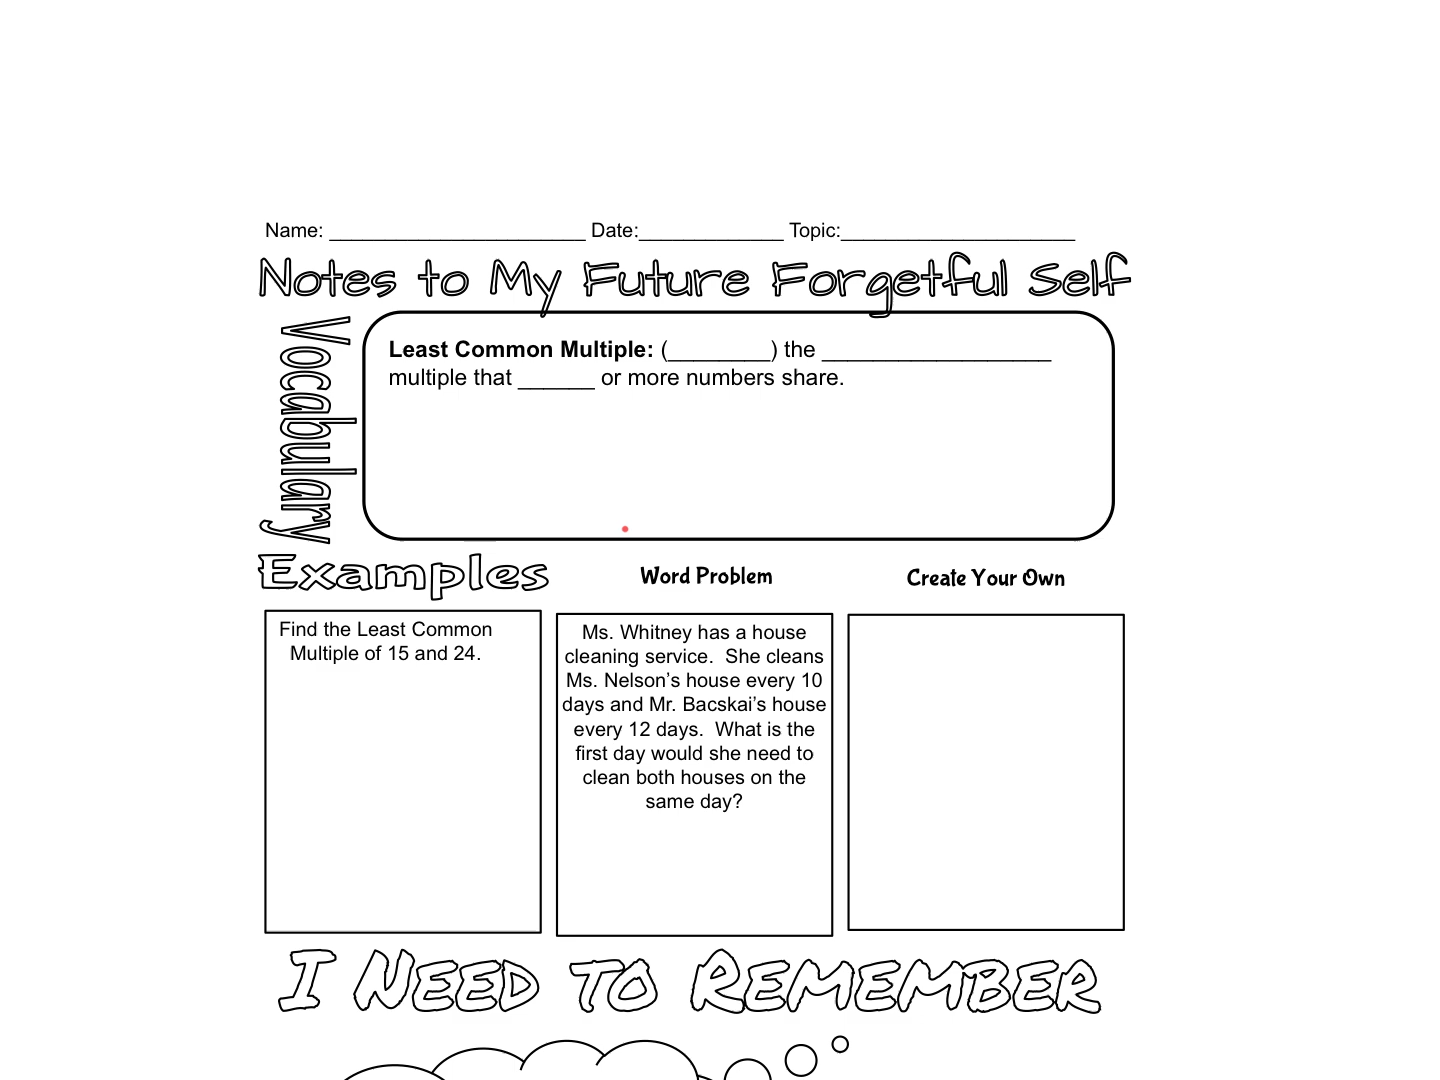 Name: _______________________ Date:_____________ Topic:_____________________
Notes to My Future Forgetful Self
Vocabulary
Least Common Multiple: (________) the __________________
multiple that ______ or more numbers share.
Examples
Word Problem
Create Your Own
Find the Least Common
Multiple of 15 and 24.
Ms. Whitney has a house
cleaning service.  She cleans
Ms. Nelson’s house every 10
days and Mr. Bacskai’s house
every 12 days.  What is the
first day would she need to
clean both houses on the
same day?
I Need to Remember